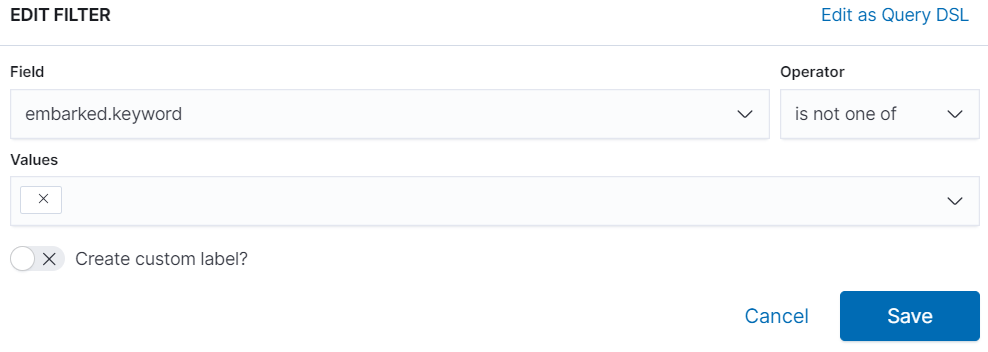 EDIT FILTER
Edit as Query DSL
Field
Operator
embarked.keyword
is not one of
Values
Create custom label?
Cancel
Save